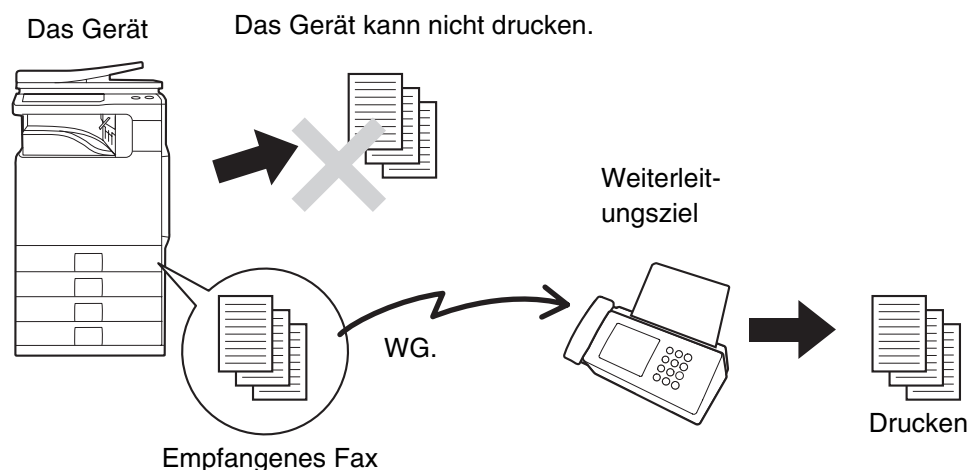 Das Gerät
Das Gerät kann nicht drucken.
Weiterleit-
ungsziel
WG.
Drucken
Empfangenes Fax